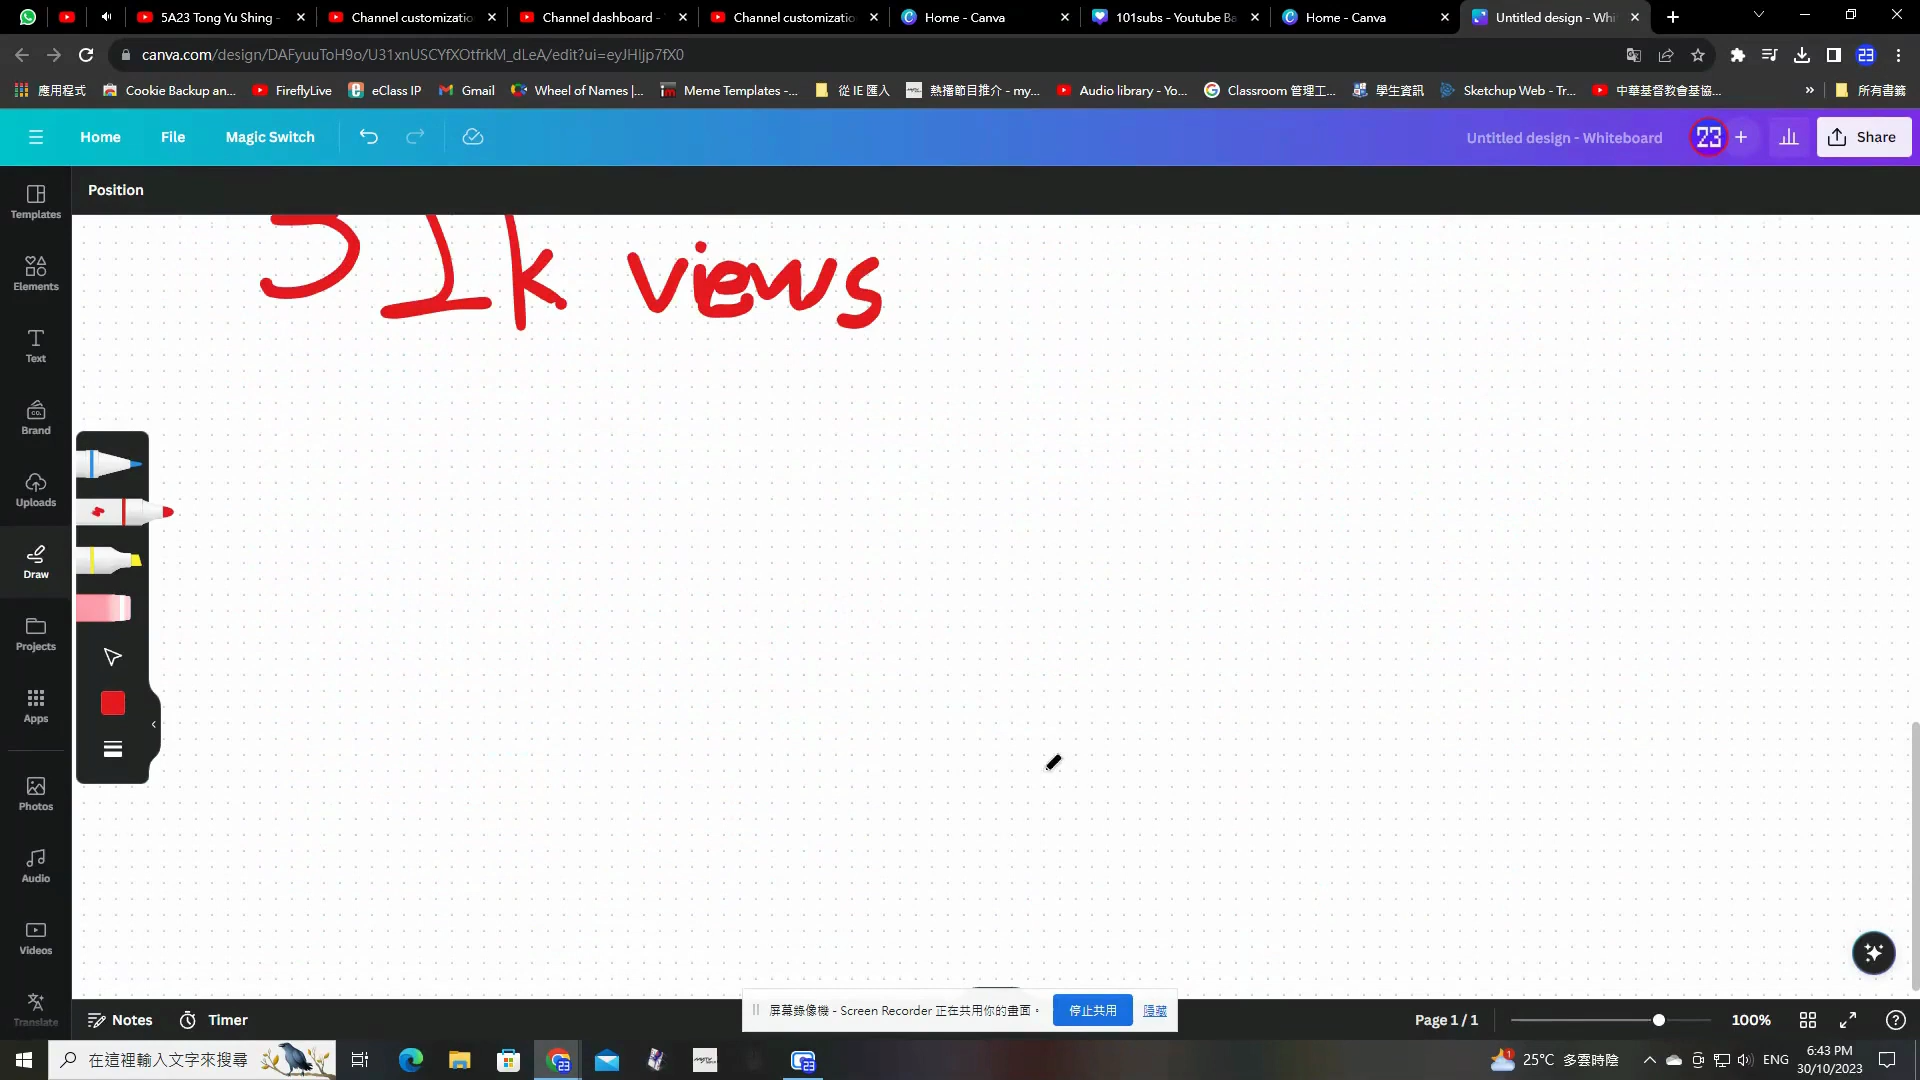 5A23 Tong Yu Shing -
Channel customizatio
Channel dashboard -
Channel customizatio
Home - Canva
101subs - Youtube Ba
Home - Canva
Untitled design - Whi
canva.com/design/DAFyuuToH9o/U31xnUSCYfXOtfrkM_dLeA/edit?ui=eyJHIjp7fX0
23
應用程式
Cookie Backup an...
FireflyLive
eClass IP
Gmail
Wheel of Names |...
Meme Templates -...
從 IE 匯入
熱播節目推介 - my...
Audio library - Yo...
Classroom 管理工...
學生資訊
Sketchup Web - Tr...
中華基督教會基協...
»
所有書籤
Home
File
Magic Switch
Untitled design - Whiteboard
23
+
Share
Templates
Position
Elements
Text
Brand
Uploads
Draw
Projects
Apps
Photos
Audio
Videos
Translate
1k views
屏幕錄像機 - Screen Recorder 正在共用你的畫面。
停止共用
隱藏
Notes
Timer
Page 1 / 1
100%
在這裡輸入文字來搜尋
25°C 多雲時陰
ENG
6:43 PM
30/10/2023